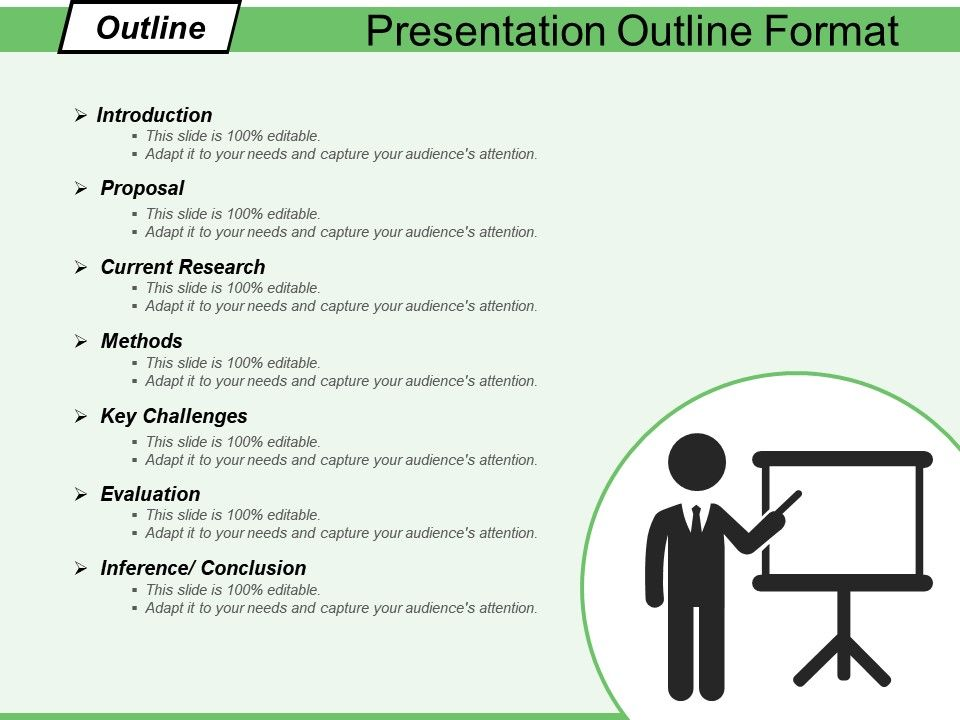 Outline
Presentation Outline Format
➢ Introduction
▪ This slide is 100% editable.
▪ Adapt it to your needs and capture your audience's attention.
➢ Proposal
▪ This slide is 100% editable.
▪ Adapt it to your needs and capture your audience's attention.
➢ Current Research
▪ This slide is 100% editable.
▪ Adapt it to your needs and capture your audience's attention.
➢ Methods
▪ This slide is 100% editable.
▪ Adapt it to your needs and capture your audience's attention.
➢ Key Challenges
▪ This slide is 100% editable.
▪ Adapt it to your needs and capture your audience's attention.
➢ Evaluation
▪ This slide is 100% editable.
▪ Adapt it to your needs and capture your audience's attention.
➢ Inference/ Conclusion
▪ This slide is 100% editable.
▪ Adapt it to your needs and capture your audience's attention.